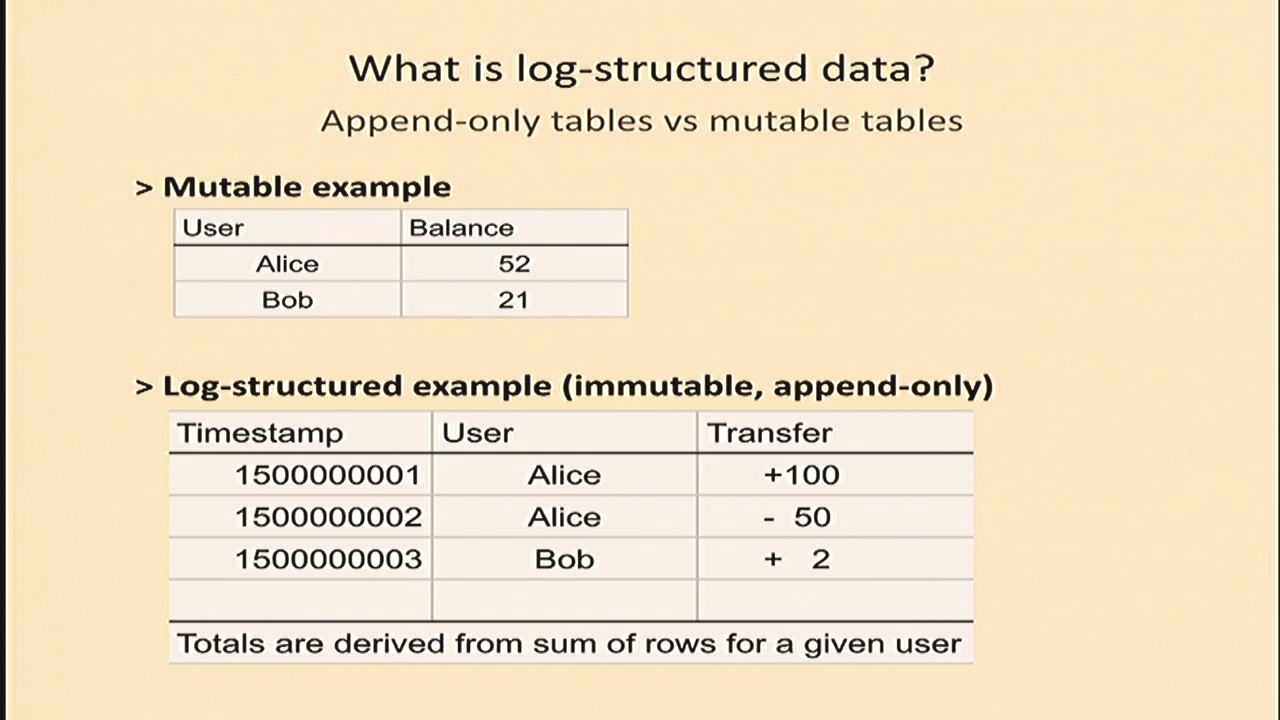 What is log-structured data?
Append-only tables vs mutable tables
> Mutable example
User Balance
Alice 52
Bob 21
> Log-structured example (immutable, append-only)
Timestamp User Transfer
1500000001 Alice +100
1500000002 Alice - 50
1500000003 Bob + 2
Totals are derived from sum of rows for a given user